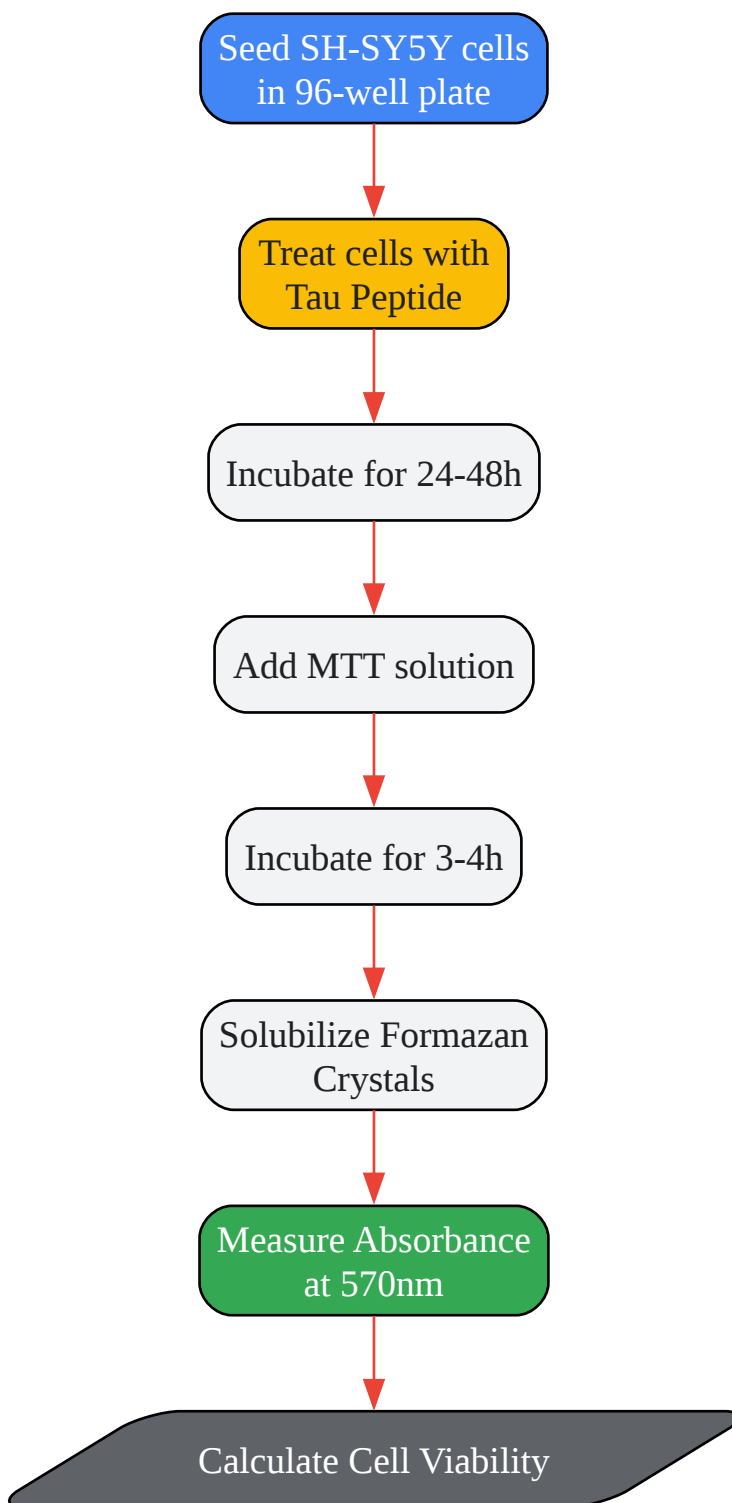 Seed SH-SY5Y cells
in 96-well plate
Treat cells with
Tau Peptide
Incubate for 24-48h
Add MTT solution
Incubate for 3-4h
Solubilize Formazan
Crystals
Measure Absorbance
at 570nm
Calculate Cell Viability